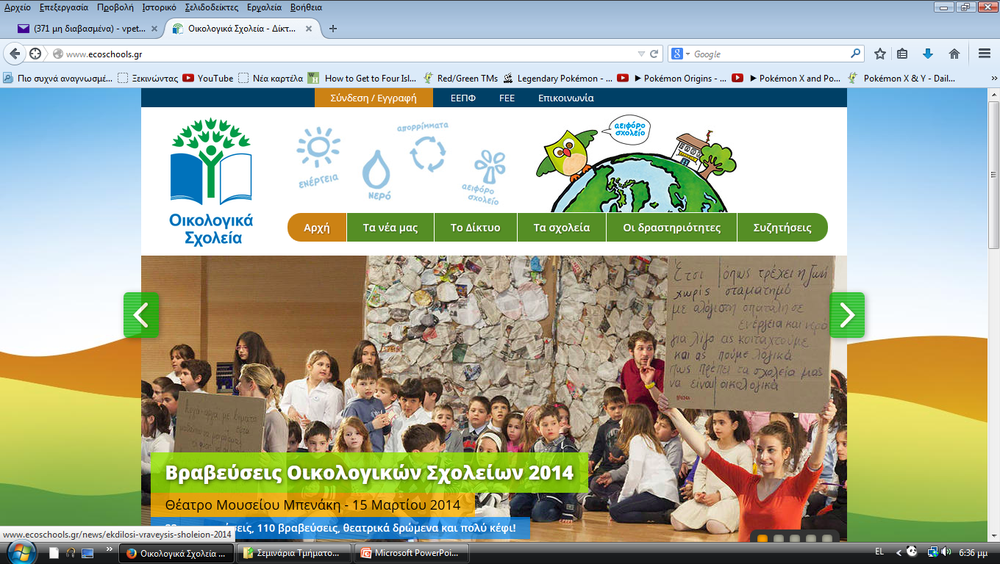 Αρχείο Επεξεργασία Προβολή Ιστορικό Σελιδοδείκτες Εργαλεία Βοήθεια
(371 μη διαβασμένα) - vpet...
Οικολογικά Σχολεία - Δίκτ...
www.ecoschools.gr
Google
Πιο συχνά αναγνωσμέ... Ξεκινώντας YouTube Νέα καρτέλα How to Get to Four Isl... Red/Green TMs Legendary Pokémon - ... ► Pokémon Origins - ... ► Pokémon X and Po... Pokémon X & Y - Dail... »
Σύνδεση / Εγγραφή ΕΕΠΦ FEE Επικοινωνία
ενέργεια
νερό
απορρίμματα
αειφόρο
σχολείο
αειφόρο
σχολείο
Οικολογικά
Σχολεία
Αρχή Τα νέα μας Το Δίκτυο Τα σχολεία Οι δραστηριότητες Συζητήσεις
Έτσι όπως τρέχει η ζωή
χωρίς σταματημό
με αλόγιστη σπατάλη σε
ενέργεια και νερό
για λίγο ας κοιταχτούμε
και ας πούμε λογικά
πως πρέπει τα σχολεία μας
να είναι οικολογικά
Λίγο-λίγο με
Βραβεύσεις Οικολογικών Σχολείων 2014
Θέατρο Μουσείου Μπενάκη - 15 Μαρτίου 2014
110 βραβεύσεις, θεατρικά δρώμενα και πολύ κέφι!
www.ecoschools.gr/news/ekdilosi-vraveysis-sholeion-2014
» Οικολογικά Σχολεία ... Σεμινάρια Τμήματο... Microsoft PowerPoi... EL 6:36 μμ